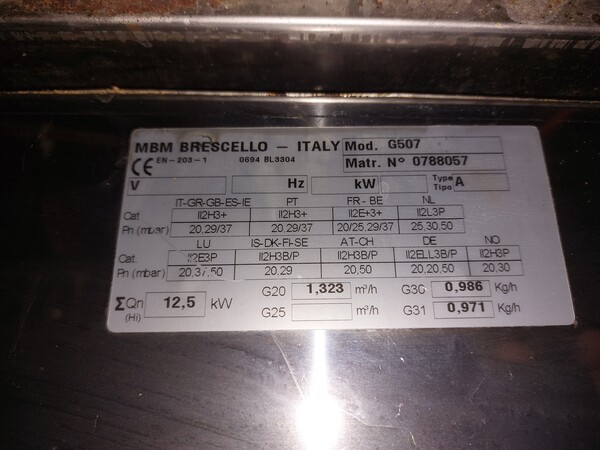 MBM BRESCELLO – ITALY Mod. G507
CE EN-203-1 0694 BL3304 Matr. N° 0788057
V Hz kW Type Tipo A
IT-GR-GB-ES-IE PT FR - BE NL
Cat II2H3+ II2H3+ II2E+3+ II2L3P
Pn (mbar) 20,29/37 20,29/37 20/25,29/37 25,30,50
LU IS-DK-FI-SE AT-CH DE NO
Cat. II2E3P II2H3B/P II2H3B/P II2ELL3B/P II2H3P
Pn (mbar) 20,37,50 20,29 20,50 20,20,50 20,30
ΣQn (Hi) 12,5 kW G20 1,323 m³/h G30 0,986 Kg/h
G25 m³/h G31 0,971 Kg/h